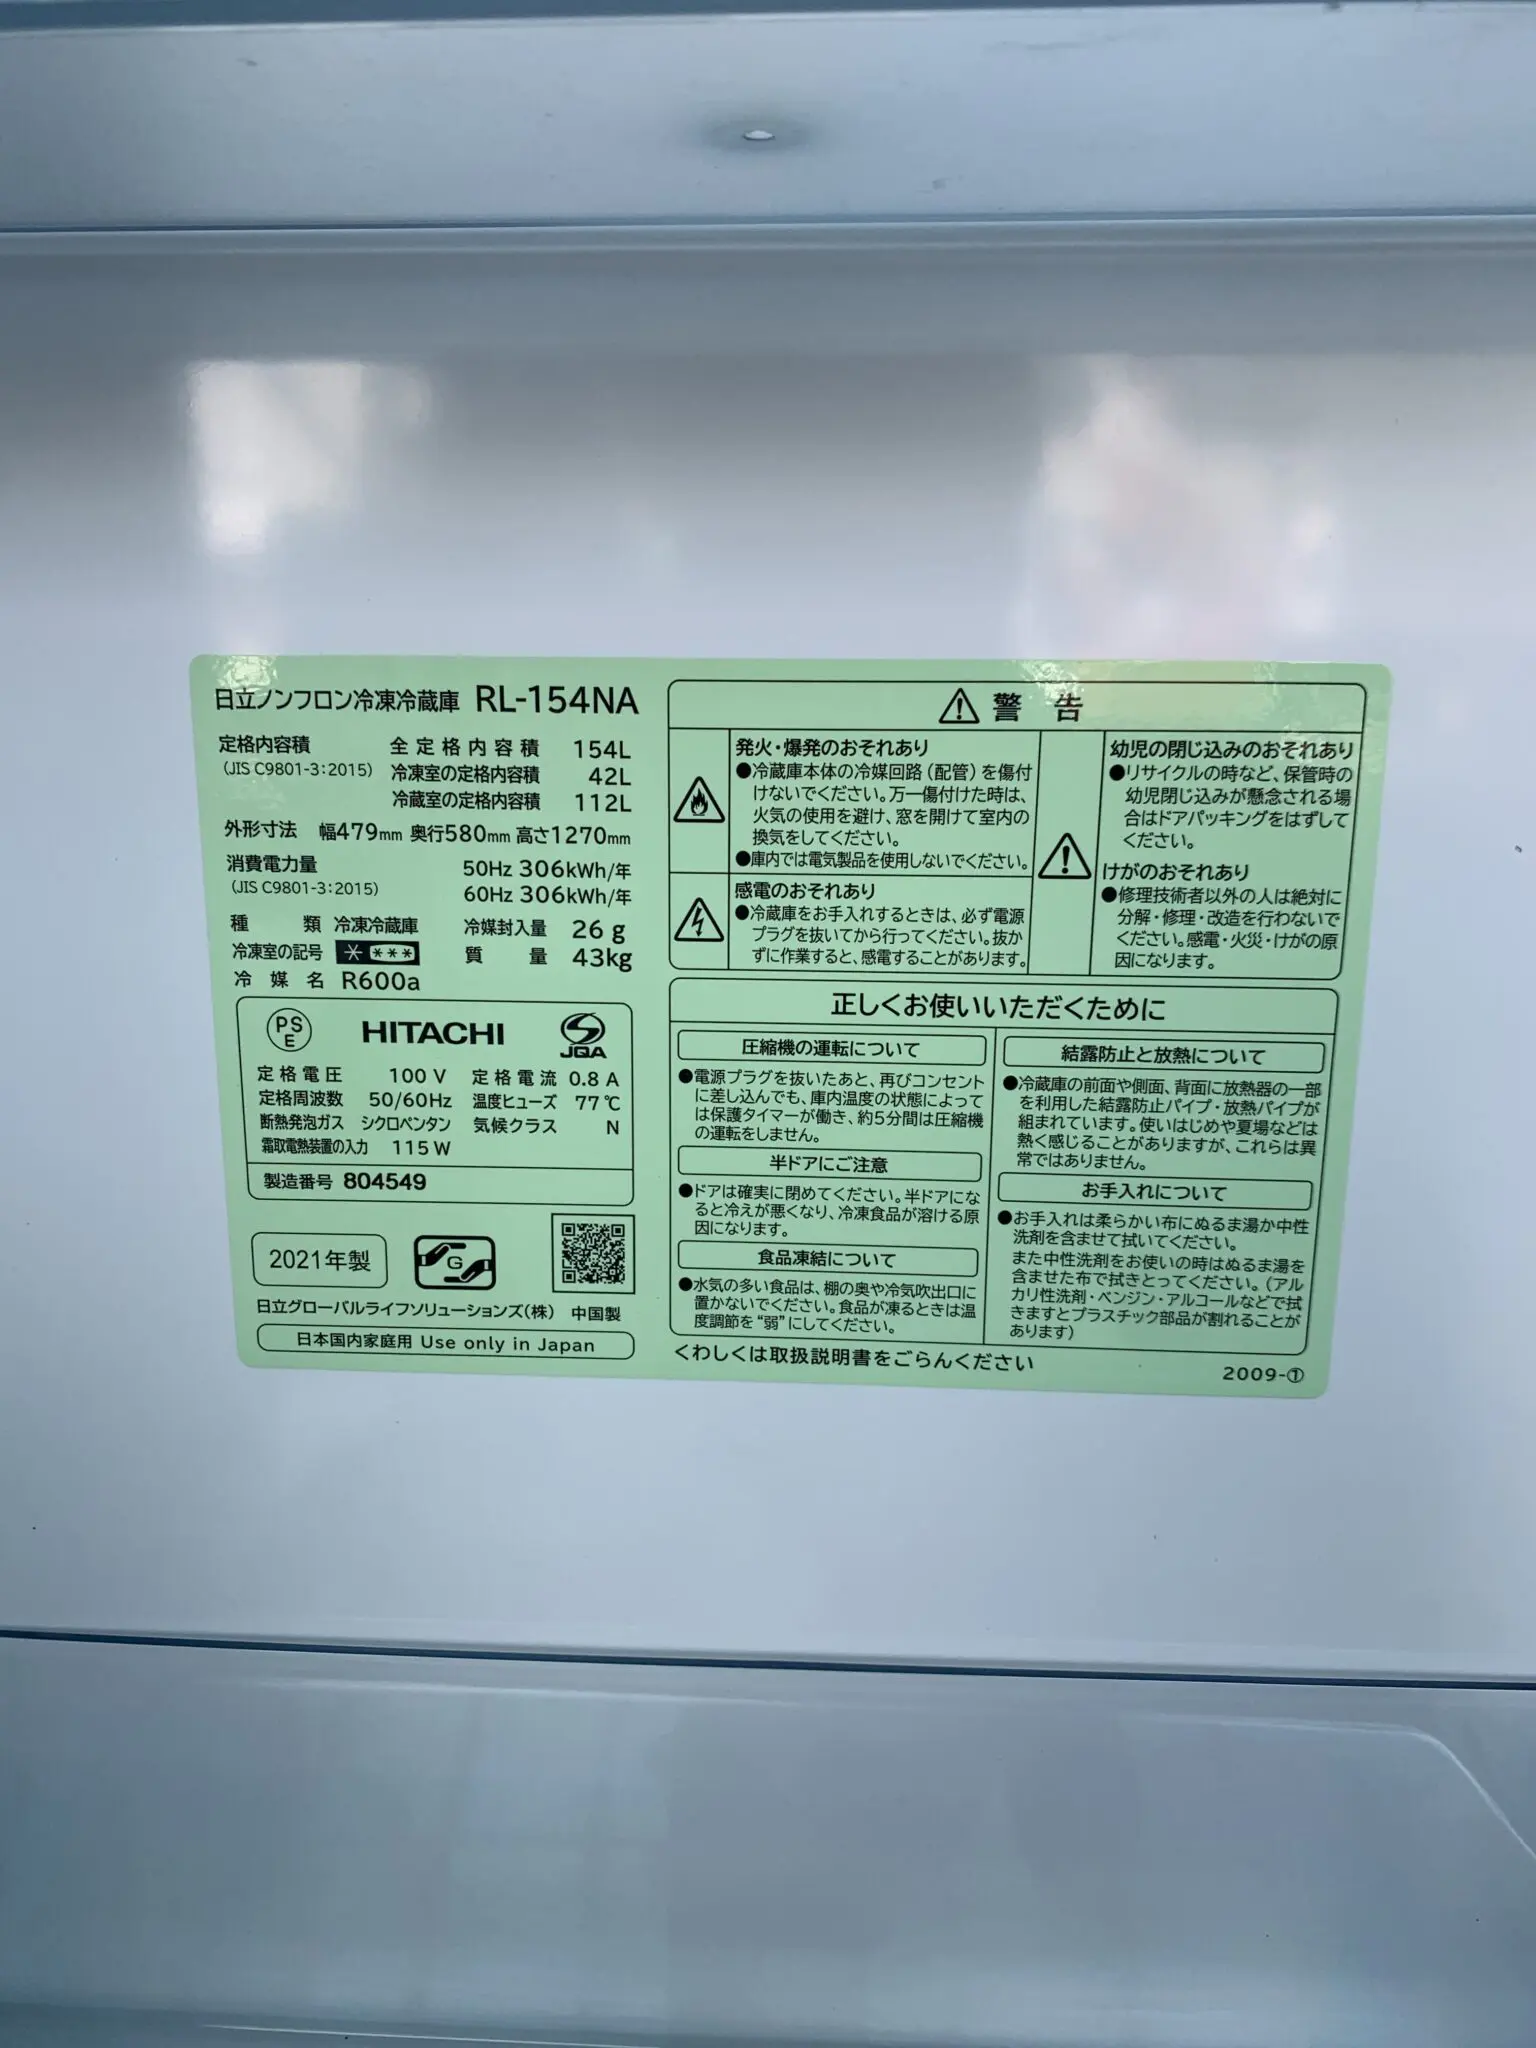 日立ノンフロン冷凍冷蔵庫 RL-154NA
定格内容積 全定格内容積 154L
(JIS C9801-3:2015) 冷凍室の定格内容積 42L
冷蔵室の定格内容積 112L
外形寸法 幅479mm 奥行580mm 高さ1270mm
消費電力量 50Hz 306kWh/年
(JIS C9801-3:2015) 60Hz 306kWh/年
種類 冷凍冷蔵庫 冷媒封入量 26g
冷凍室の記号 質量 43kg
冷媒名 R600a
PS
E
HITACHI
JQA
定格電圧 100V 定格電流 0.8A
定格周波数 50/60Hz 温度ヒューズ 77℃
断熱発泡ガス シクロペンタン 気候クラス N
霜取電熱装置の入力 115W
製造番号 804549
2021年製
G
日立グローバルライフソリューションズ(株) 中国製
日本国内家庭用 Use only in Japan
警告
発火・爆発のおそれあり
●冷蔵庫本体の冷媒回路(配管)を傷付
けないでください。万一傷付けた時は、
火気の使用を避け、窓を開けて室内の
換気をしてください。
●庫内では電気製品を使用しないでください。
感電のおそれあり
●冷蔵庫をお手入れするときは、必ず電源
プラグを抜いてから行ってください。抜か
ずに作業すると、感電することがあります。
幼児の閉じ込みのおそれあり
●リサイクルの時など、保管時の
幼児閉じ込みが懸念される場
合はドアパッキングをはずして
ください。
けがのおそれあり
●修理技術者以外の人は絶対に
分解・修理・改造を行わないで
ください。感電・火災・けがの原
因になります。
正しくお使いいただくために
圧縮機の運転について
●電源プラグを抜いたあと、再びコンセント
に差し込んでも、庫内温度の状態によって
は保護タイマーが働き、約5分間は圧縮機
の運転をしません。
半ドアにご注意
●ドアは確実に閉めてください。半ドアにな
ると冷えが悪くなり、冷凍食品が溶ける原
因になります。
食品凍結について
●水気の多い食品は、棚の奥や冷気吹出口に
置かないでください。食品が凍るときは温
度調節を“弱”にしてください。
結露防止と放熱について
●冷蔵庫の前面や側面、背面に放熱器の一部
を利用した結露防止パイプ・放熱パイプが
組まれています。使いはじめや夏場などは
熱く感じることがありますが、これらは異
常ではありません。
お手入れについて
●お手入れは柔らかい布にぬるま湯か中性
洗剤を含ませて拭いてください。
また中性洗剤をお使いの時はぬるま湯を
含ませた布で拭きとってください。(アル
カリ性洗剤・ベンジン・アルコールなどで拭
きますとプラスチック部品が割れることが
あります)
くわしくは取扱説明書をごらんください
2009-①